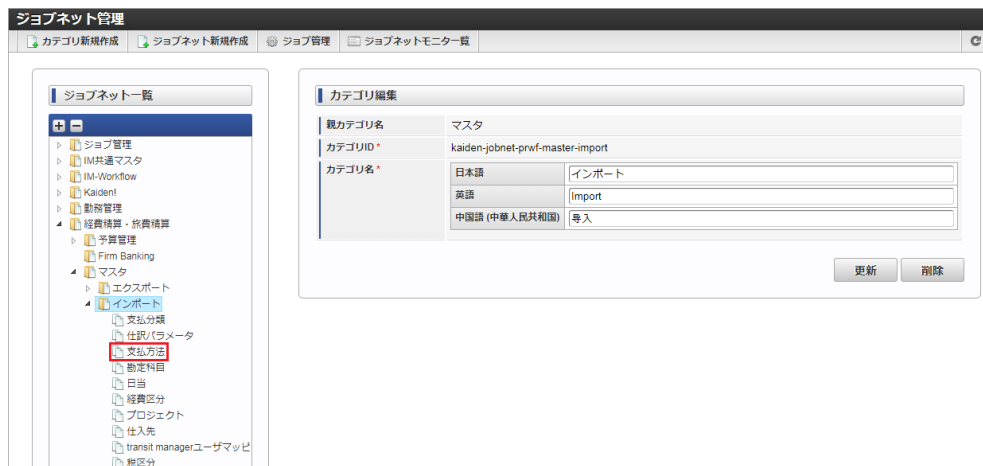 ジョブネット管理
カテゴリ新規作成 ジョブネット新規作成 ジョブ管理 ジョブネットモニター覧
ジョブネット一覧
ジョブ管理
IM共通マスタ
IM-Workflow
Kaiden!
勤務管理
経費精算・旅費精算
予算管理
Firm Banking
マスタ
エクスポート
インポート
支払分類
仕訳パラメータ
支払方法
勘定科目
日当
経費区分
プロジェクト
仕入先
transit managerユーザマッピ
税区分
カテゴリ編集
親カテゴリ名 マスタ
カテゴリID * kaiden-jobnet-prwf-master-import
カテゴリ名 * 日本語 インポート
英語 Import
中国語 (中華人民共和国) 导入
更新 削除